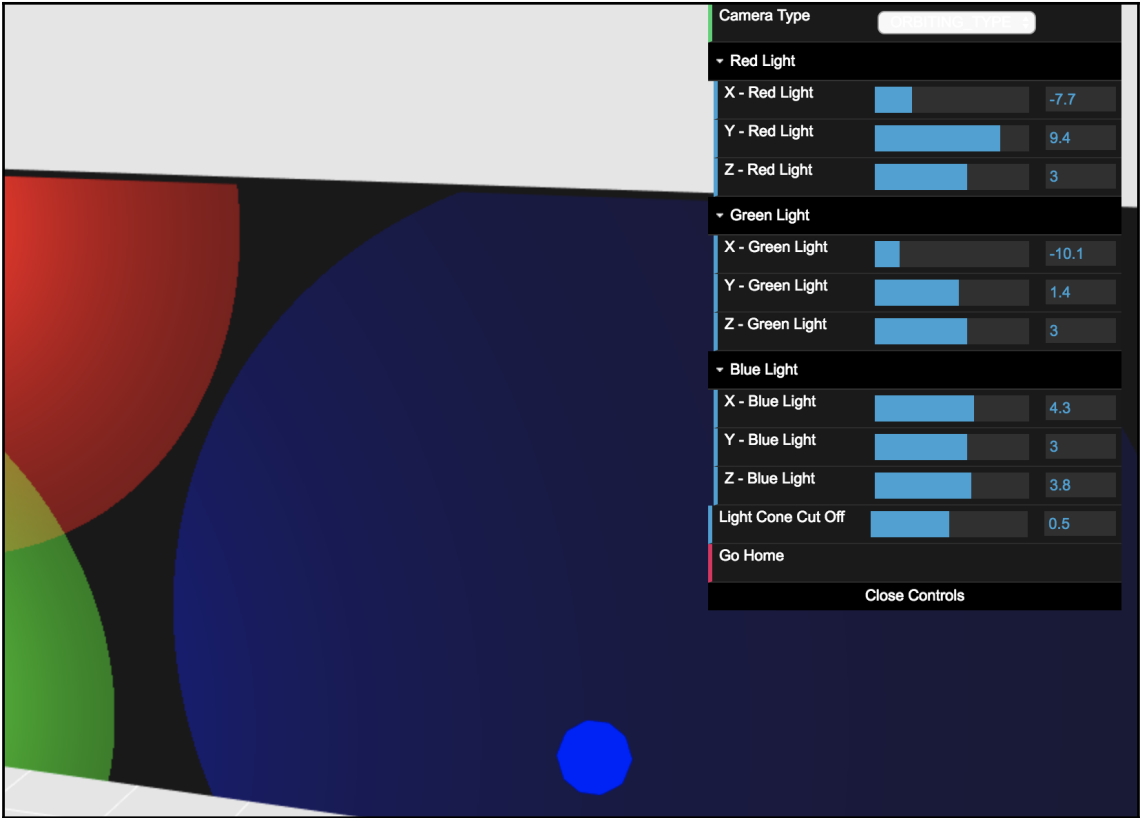 Camera Type ORBITING_TYPE
Red Light
X - Red Light -7.7
Y - Red Light 9.4
Z - Red Light 3
Green Light
X - Green Light -10.1
Y - Green Light 1.4
Z - Green Light 3
Blue Light
X - Blue Light 4.3
Y - Blue Light 3
Z - Blue Light 3.8
Light Cone Cut Off 0.5
Go Home
Close Controls